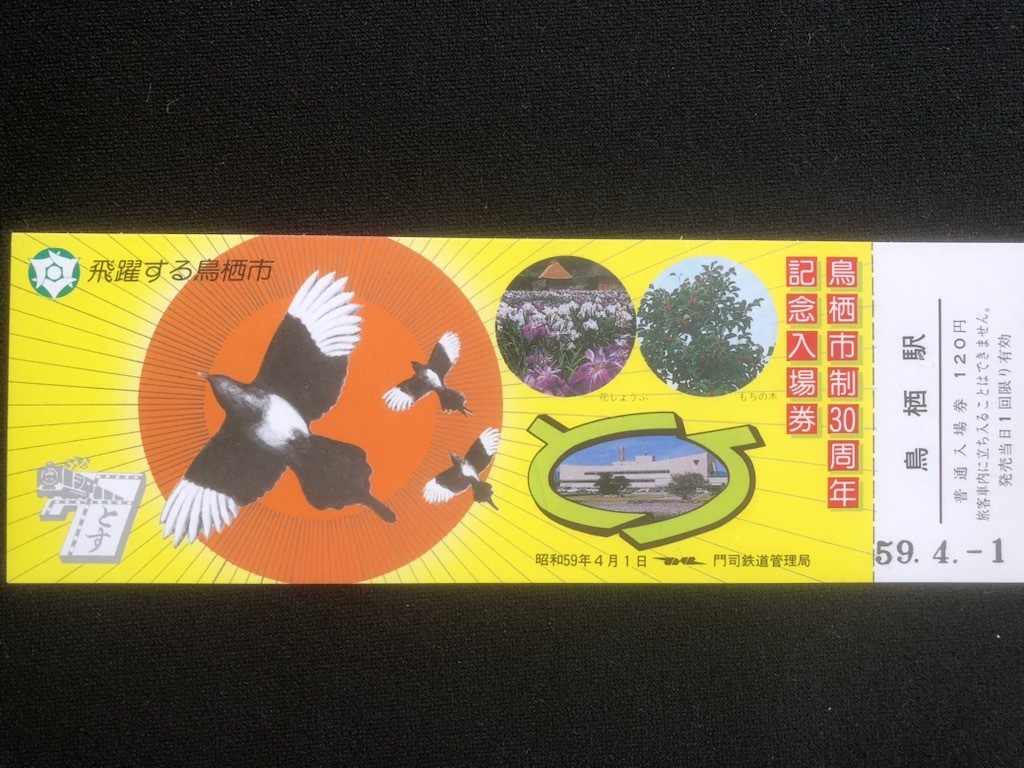 飛躍する鳥栖市
鳥栖市制30周年
記念入場券
花しょうぶ
もちの木
とす
昭和59年4月1日
門司鉄道管理局
鳥栖駅
普通入場券 120円
旅客車内に立ち入ることはできません。
発売当日1回限り有効
59.4.-1